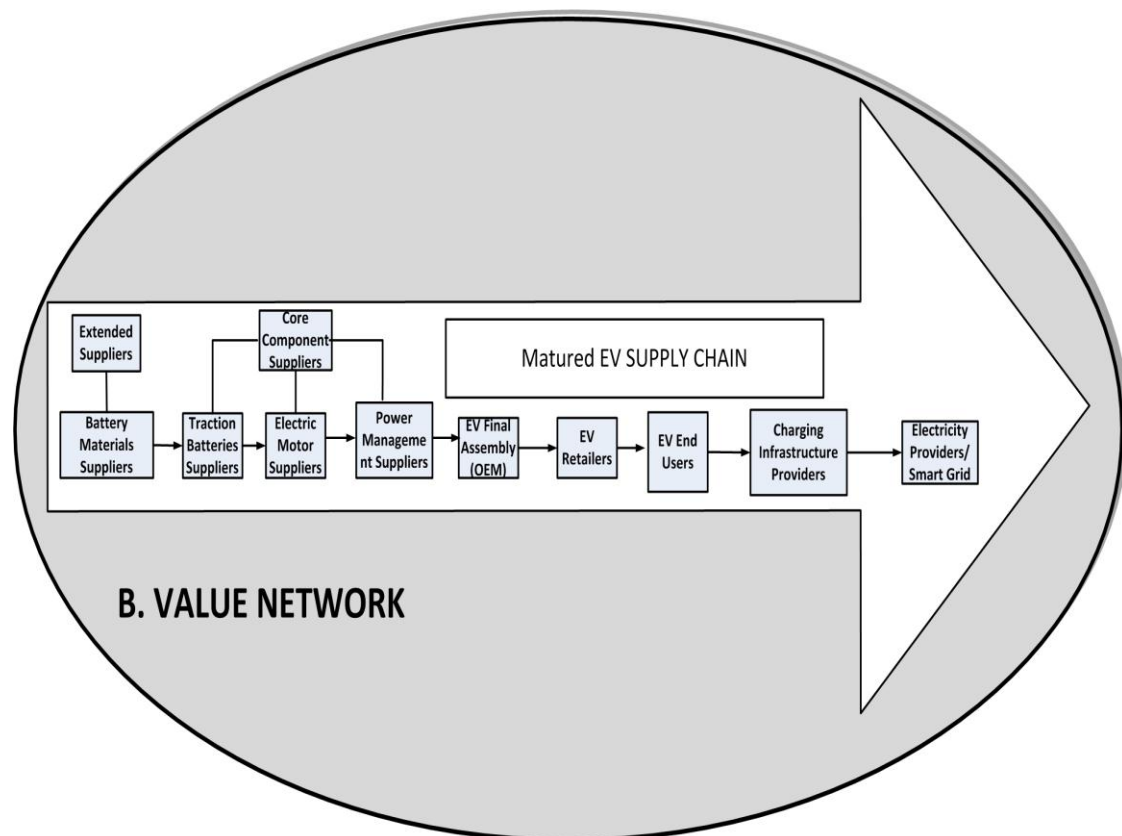 Extended
Suppliers
Core
Component
Suppliers
Matured EV SUPPLY CHAIN
Battery
Materials
Suppliers
Traction
Batteries
Suppliers
Electric
Motor
Suppliers
Power
Manageme
nt Suppliers
EV Final
Assembly
(OEM)
EV
Retailers
EV End
Users
Charging
Infrastructure
Providers
Electricity
Providers/
Smart Grid
B. VALUE NETWORK